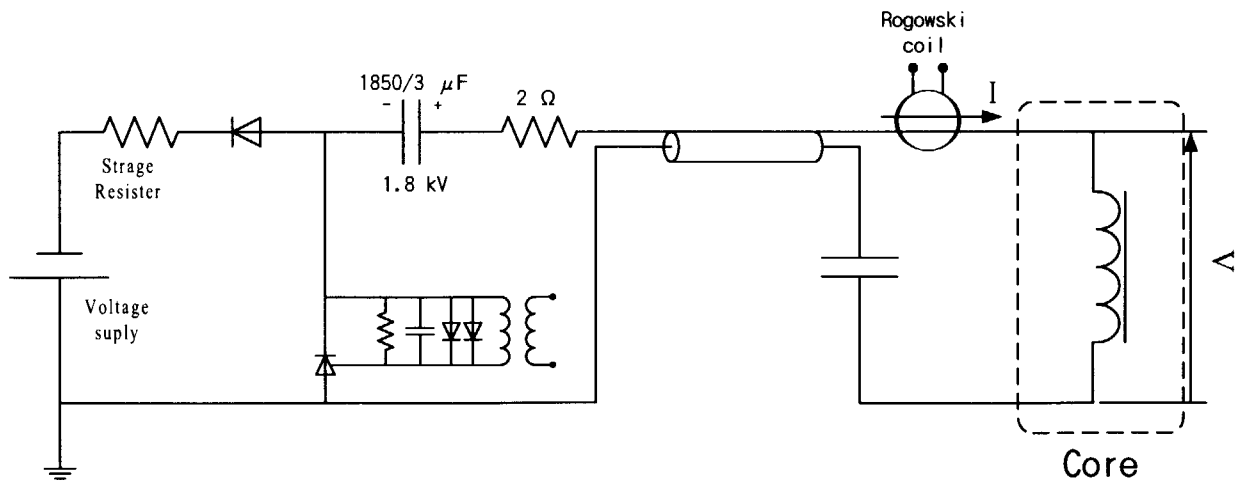 Rogowski
coil
1850/3 μF
- +
2 Ω
I
1.8 kV
Strage
Resister
V
Voltage
suply
Core